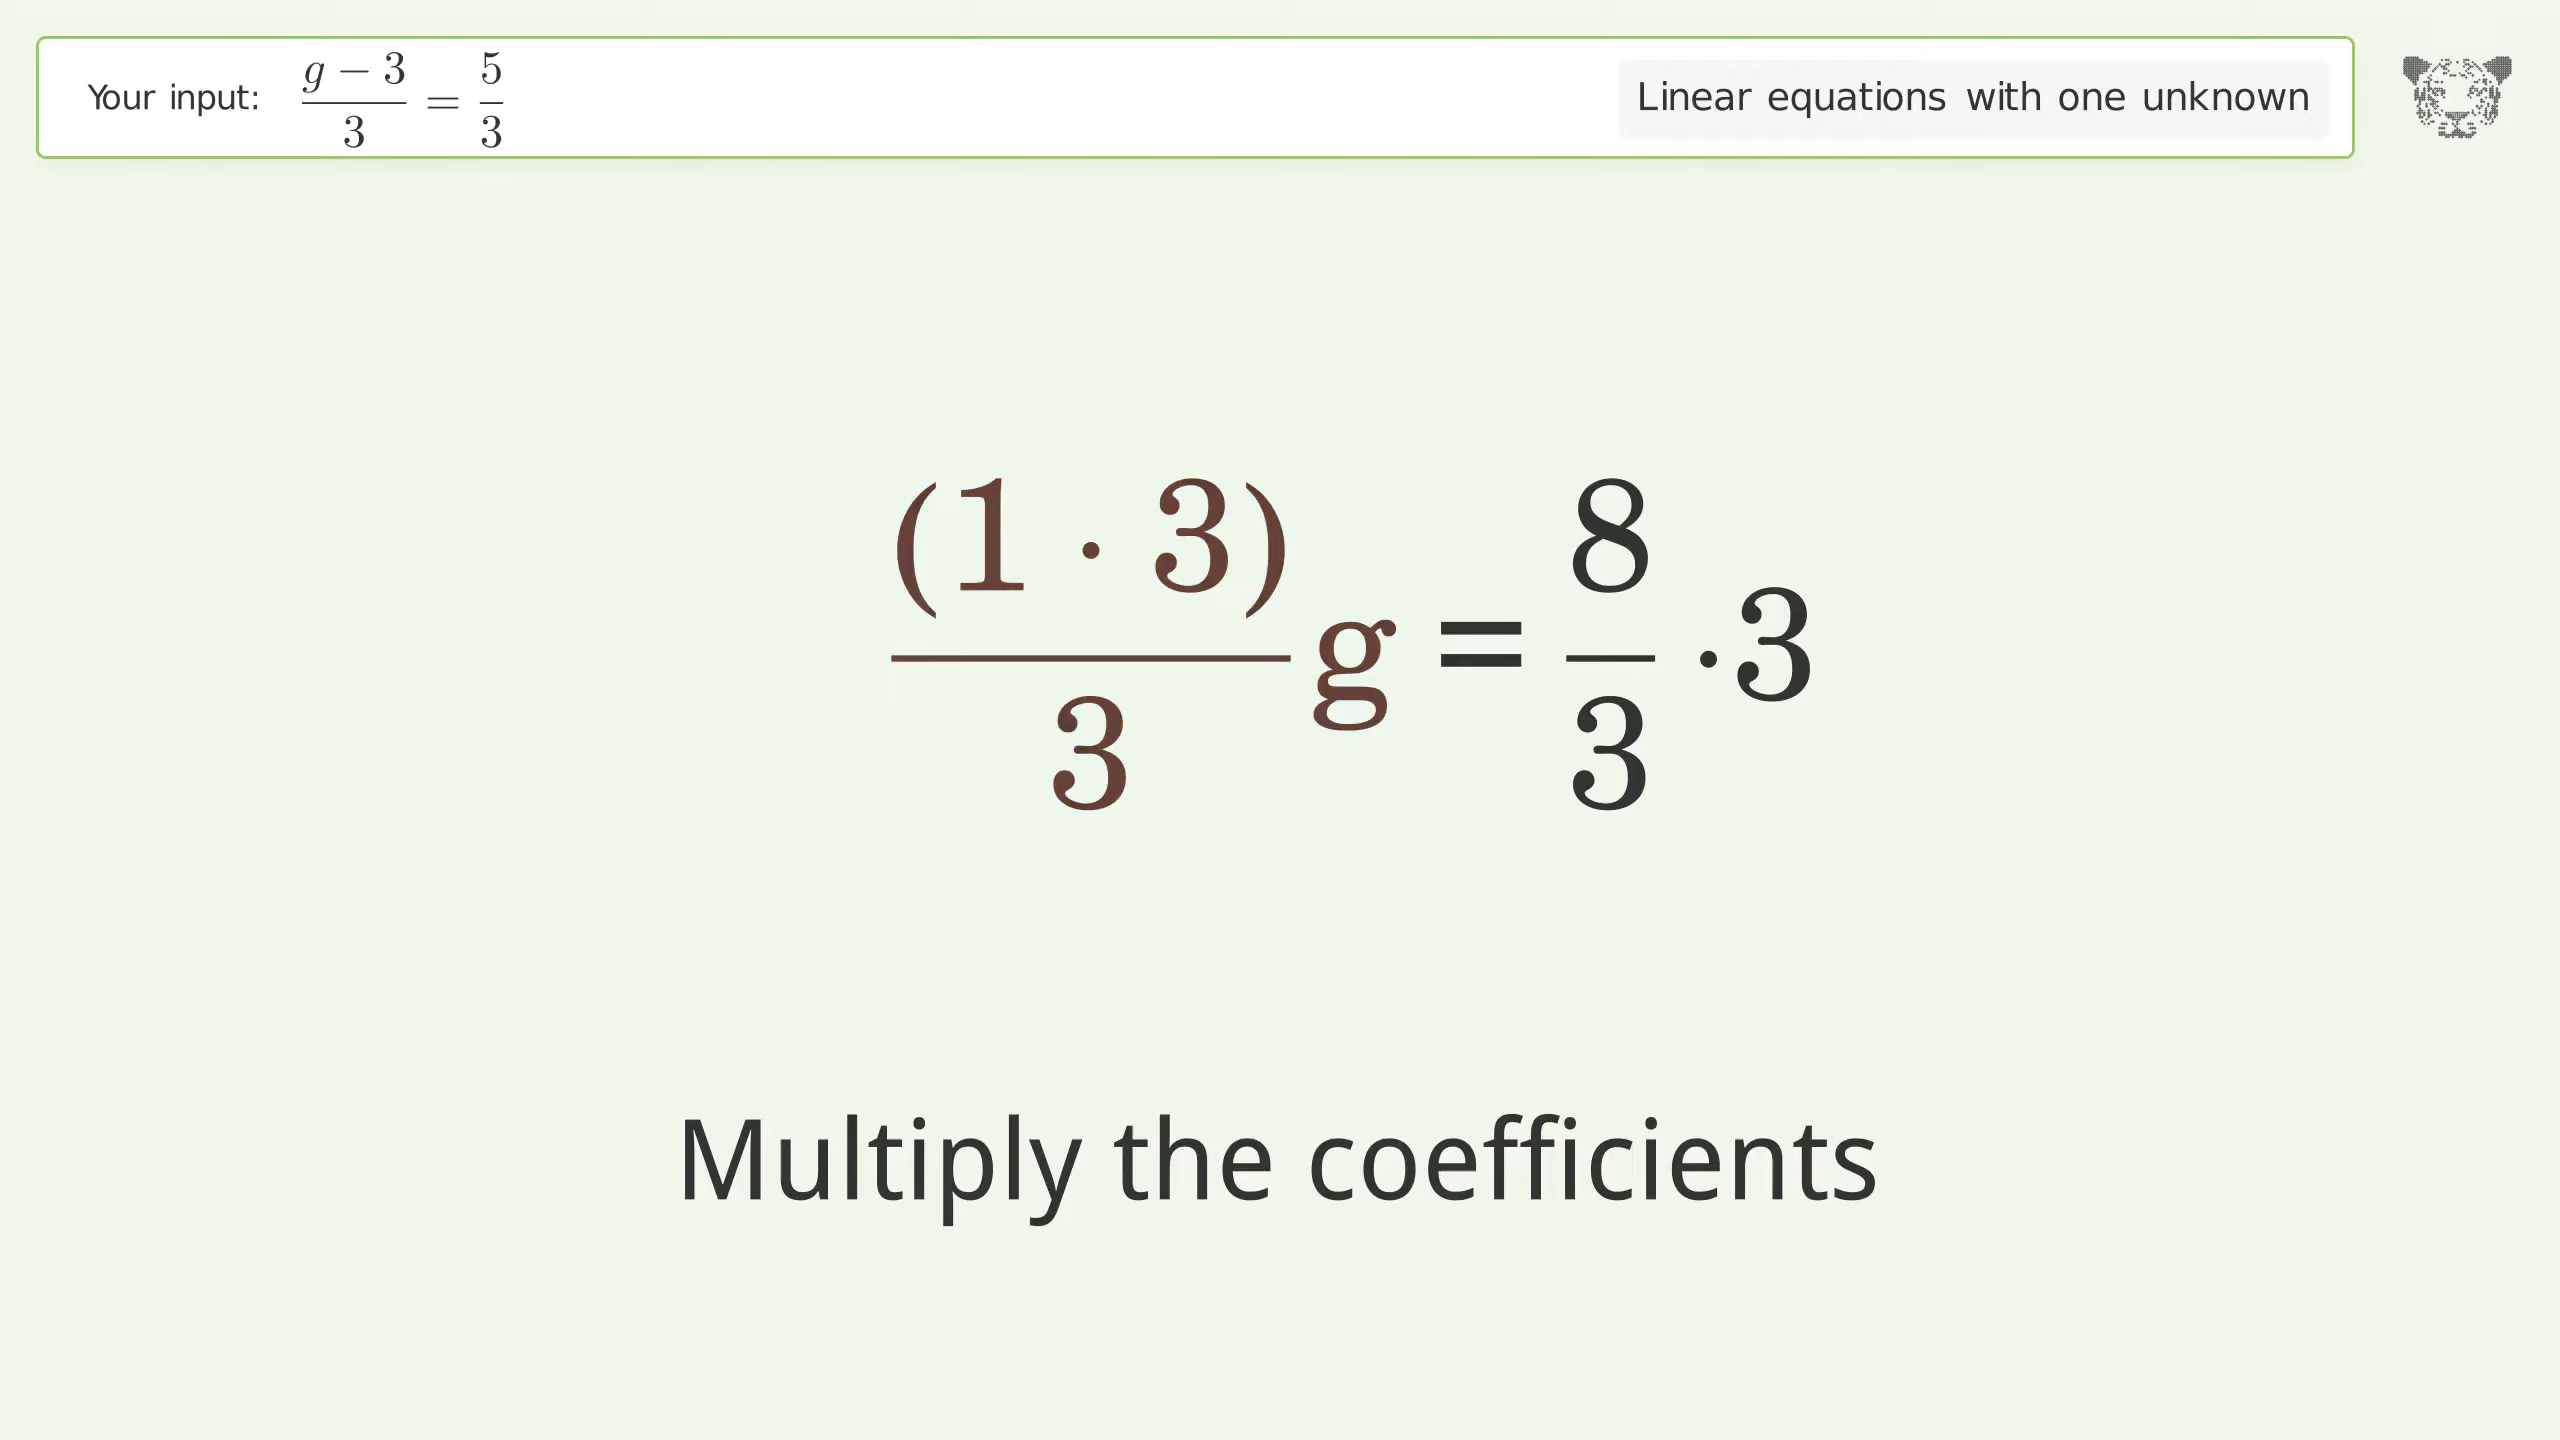 Your input: (g − 3)/3 = 5/3
Linear equations with one unknown
(1 · 3)/3 g = 8/3 · 3
Multiply the coefficients